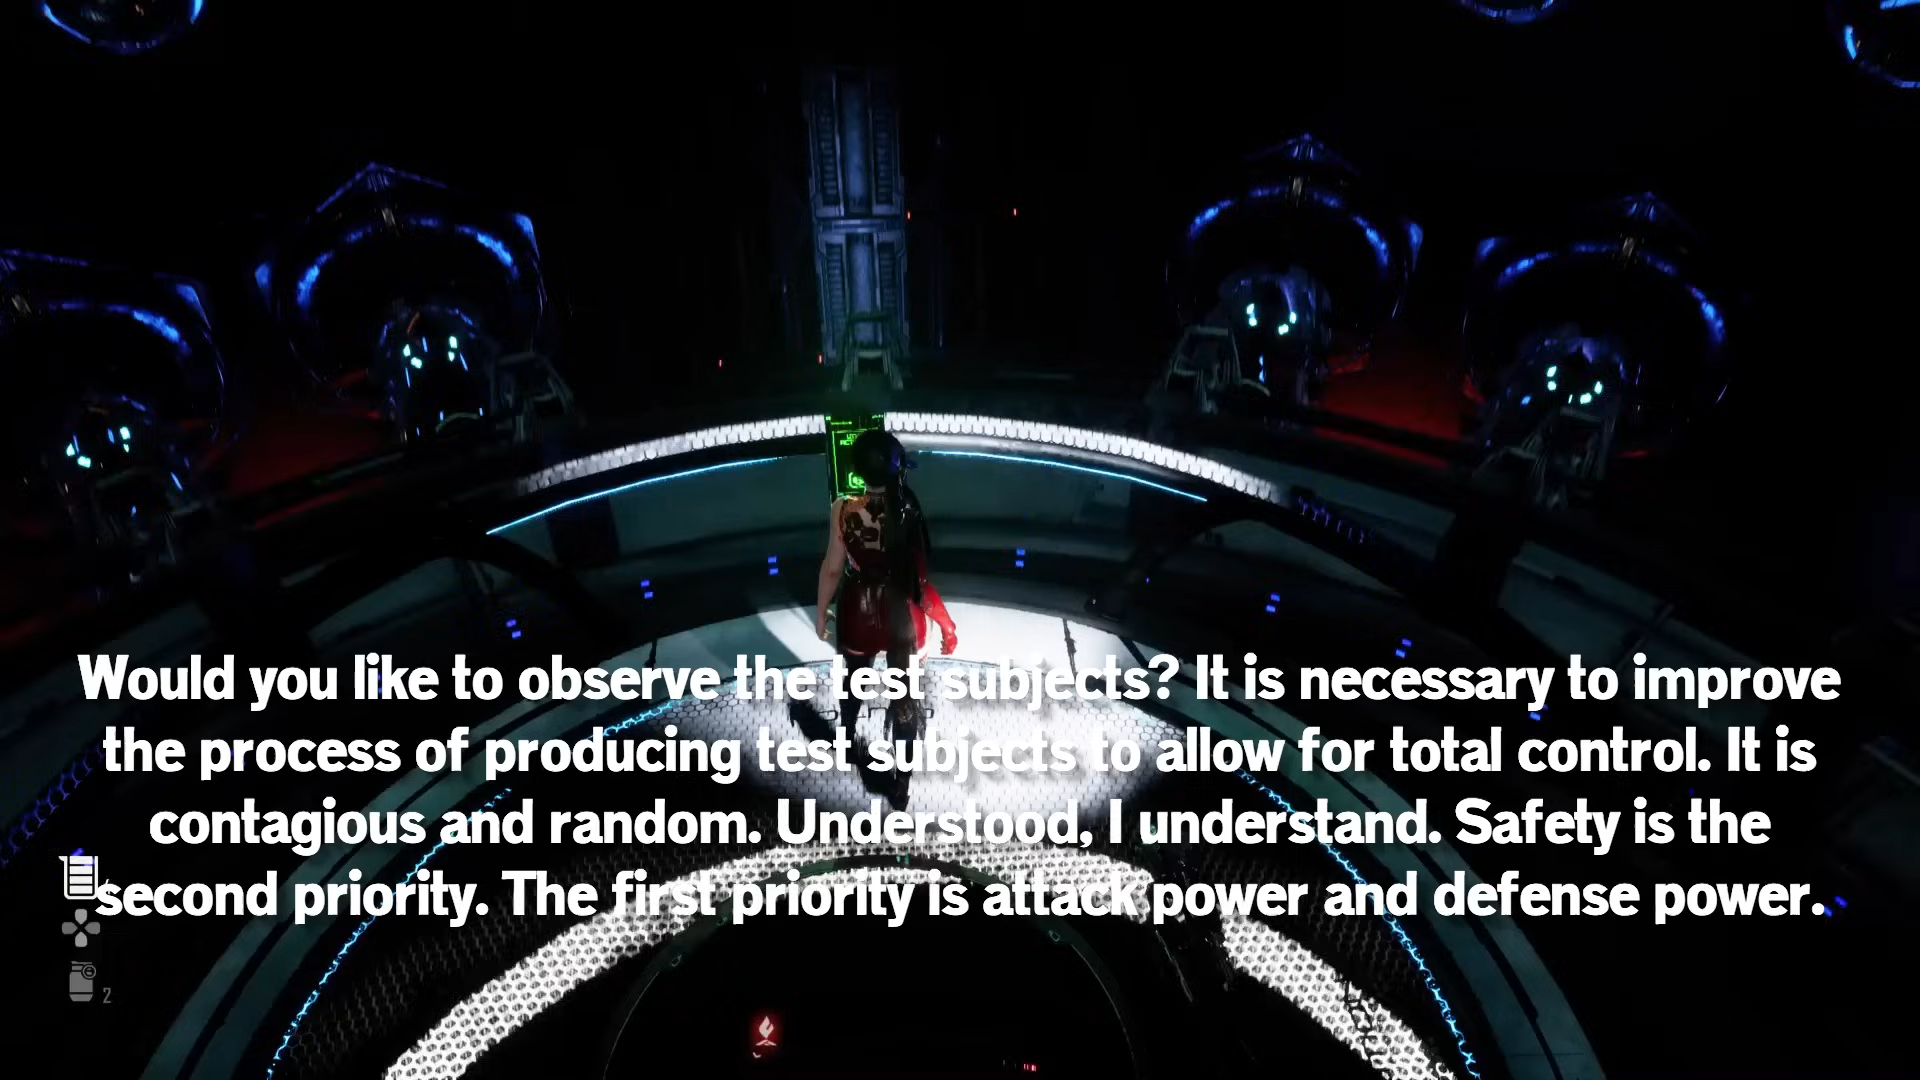 Would you like to observe the test subjects? It is necessary to improve
the process of producing test subjects to allow for total control. It is
contagious and random. Understood, I understand. Safety is the
second priority. The first priority is attack power and defense power.
2